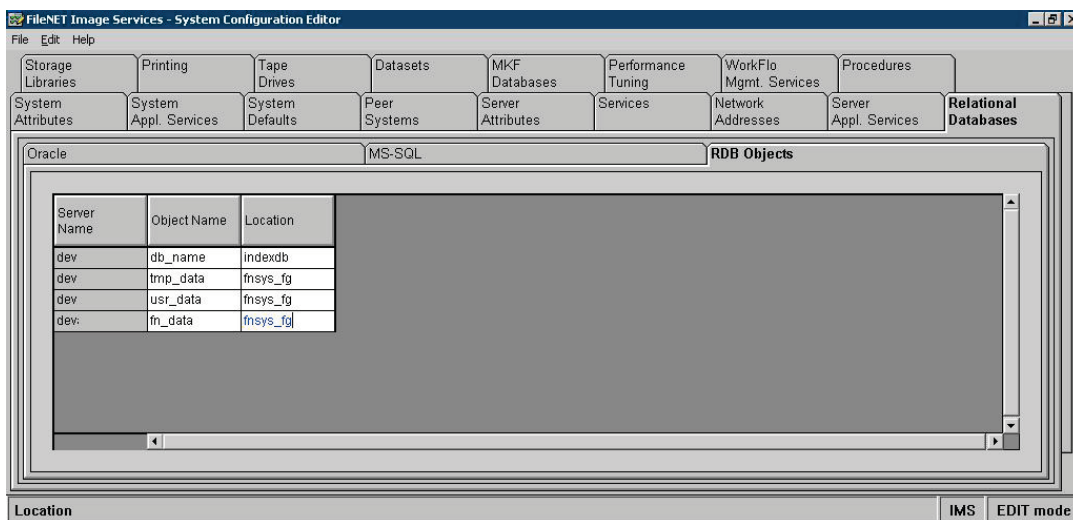 FileNET Image Services - System Configuration Editor
File Edit Help
Storage Libraries
Printing
Tape Drives
Datasets
MKF Databases
Performance Tuning
WorkFlo Mgmt. Services
Procedures
System Attributes
System Appl. Services
System Defaults
Peer Systems
Server Attributes
Services
Network Addresses
Server Appl. Services
Relational Databases
Oracle
MS-SQL
RDB Objects
Server Name Object Name Location
dev db_name indexdb
dev tmp_data fnsys_fg
dev usr_data fnsys_fg
dev: fn_data fnsys_fg
Location IMS EDIT mode